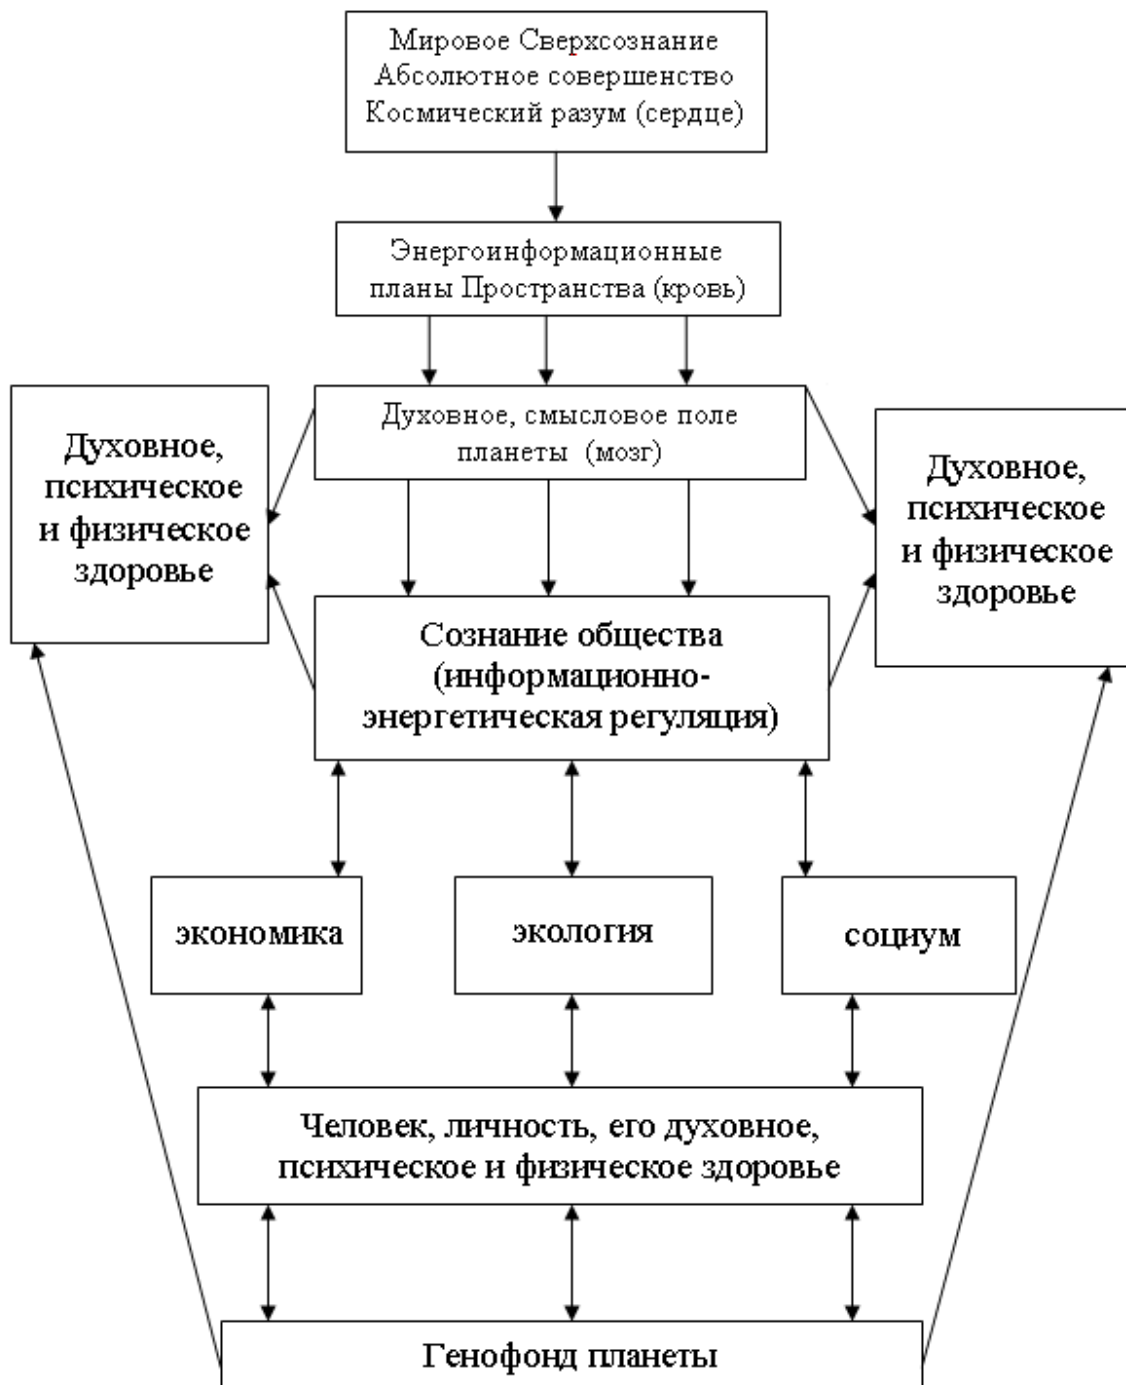 Мировое Сверхсознание
Абсолютное совершенство
Космический разум (сердце)
Энергоинформационные
планы Пространства (кровь)
Духовное, смысловое поле
планеты (мозг)
Духовное,
психическое
и физическое
здоровье
Духовное,
психическое
и физическое
здоровье
Сознание общества
(информационно-
энергетическая регуляция)
экономика
экология
социум
Человек, личность, его духовное,
психическое и физическое здоровье
Генофонд планеты